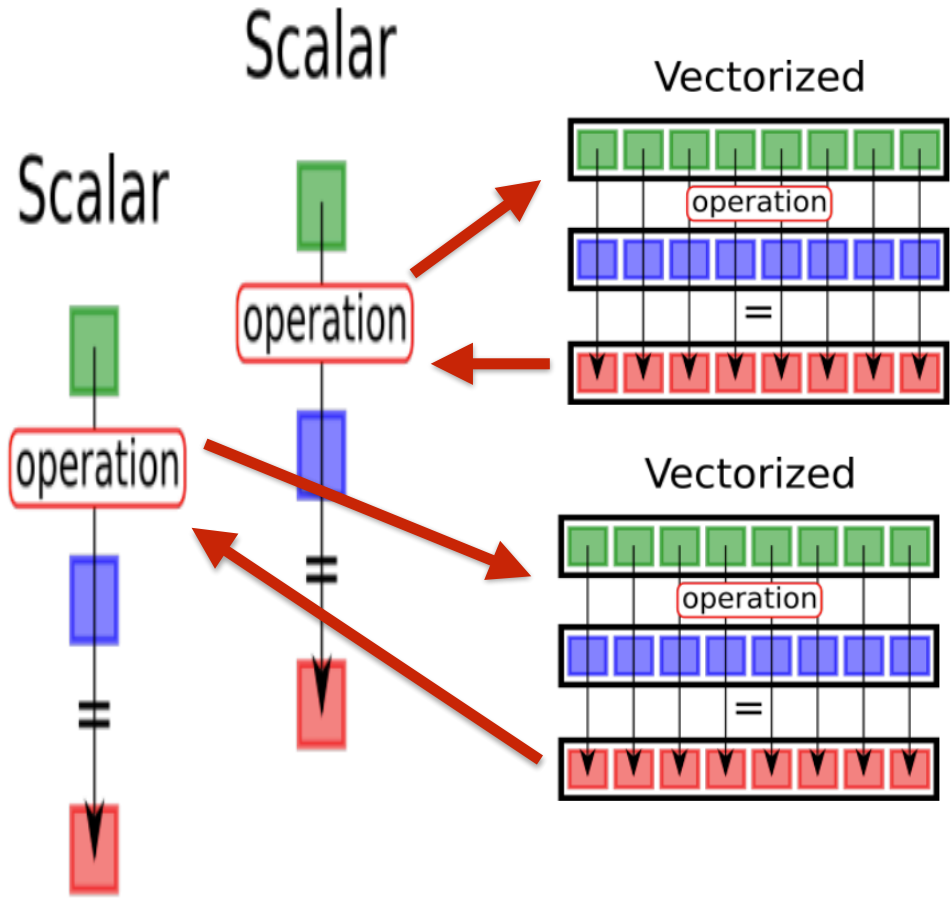 Scalar
operation
=
Scalar
operation
=
Vectorized
operation
=
Vectorized
operation
=